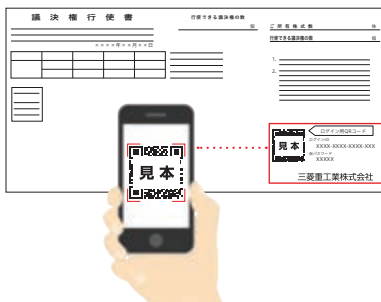 議決権行使書
××××年××月××日
行使できる議決権の数
個
ご所有株式数
株
行使できる議決権の数
個
1.
2.
見本
ログイン用QRコード
ログインID
XXXX-XXXX-XXXX-XXX
仮パスワード
XXXXX
三菱重工業株式会社
見本